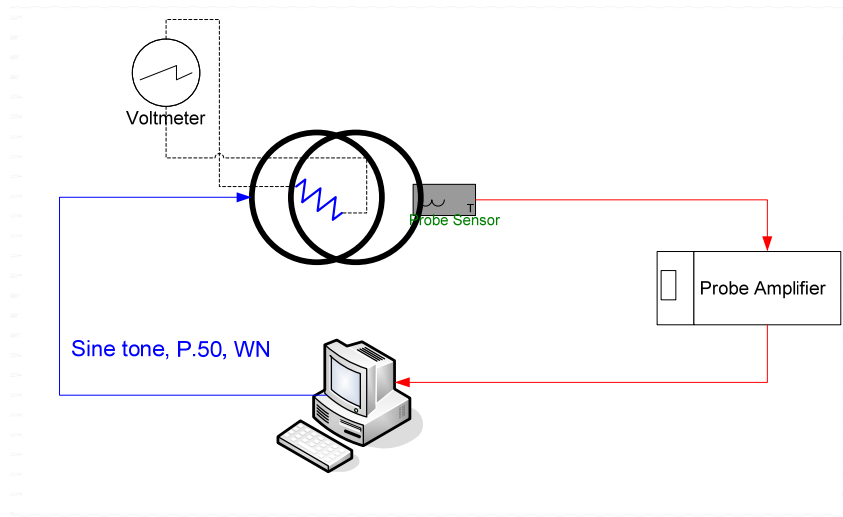 Voltmeter
T
Probe Sensor
Probe Amplifier
Sine tone, P.50, WN